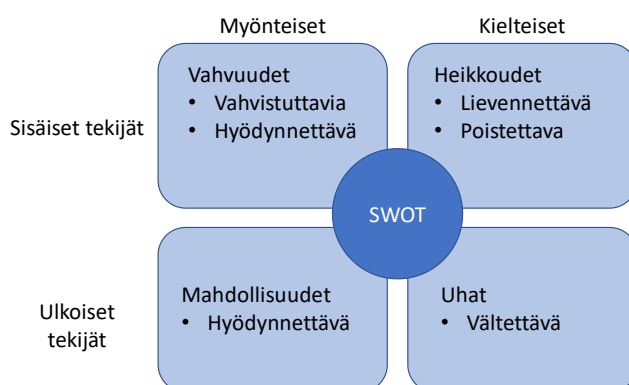 Myönteiset
Kielteiset
Sisäiset tekijät
Vahvuudet
• Vahvistuttavia
• Hyödynnettävä
Heikkoudet
• Lievennettävä
• Poistettava
SWOT
Ulkoiset
tekijät
Mahdollisuudet
• Hyödynnettävä
Uhat
• Vältettävä